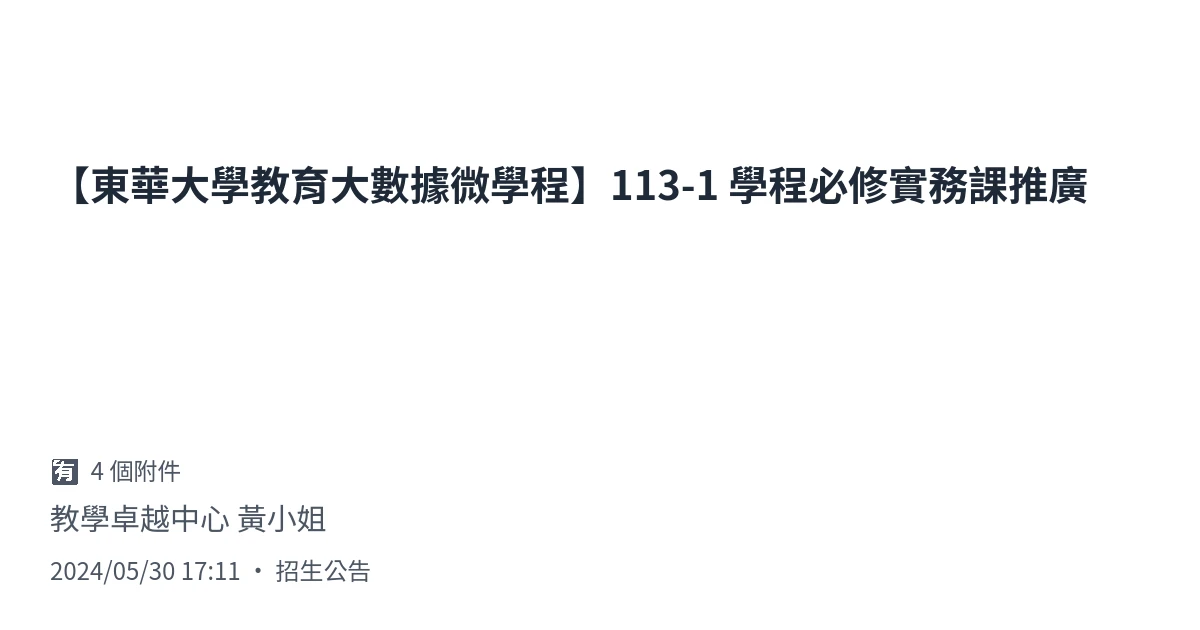 【東華大學教育大數據微學程】113-1 學程必修實務課推廣
🈶 4 個附件
教學卓越中心 黃小姐
2024/05/30 17:11 • 招生公告